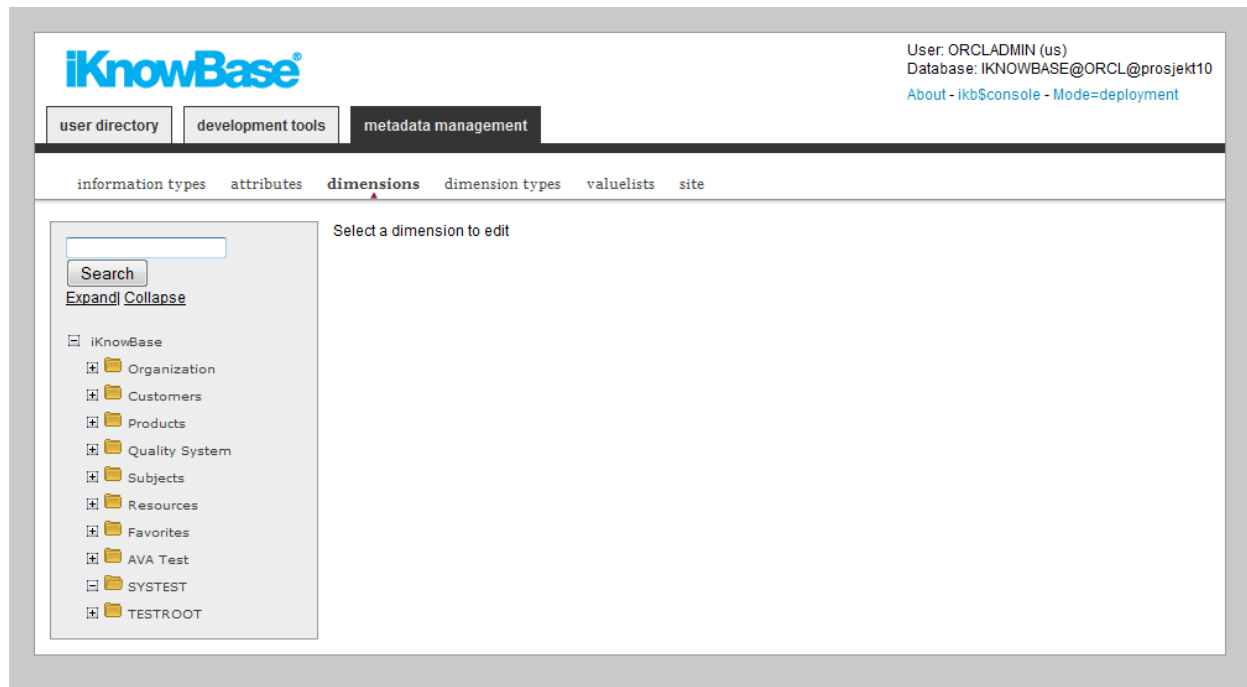 iKnowBase®
User: ORCLADMIN (us)
Database: IKNOWBASE@ORCL@prosjekt10
About - ikb$console - Mode=deployment
user directory
development tools
metadata management
information types
attributes
dimensions
dimension types
valuelists
site
Search
Expand| Collapse
Select a dimension to edit
iKnowBase
Organization
Customers
Products
Quality System
Subjects
Resources
Favorites
AVA Test
SYSTEST
TESTROOT